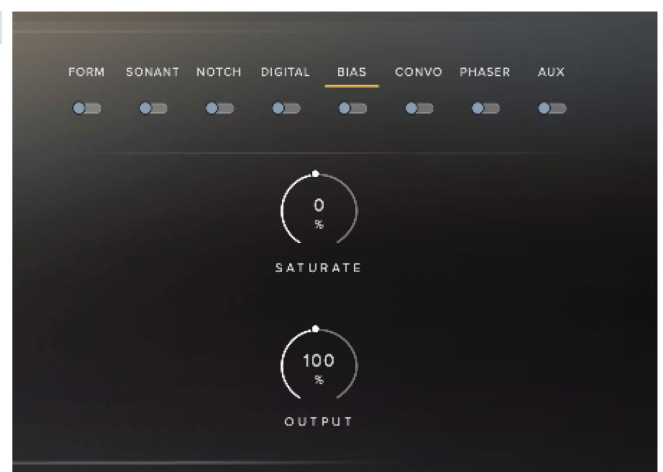 FORM SONANT NOTCH DIGITAL BIAS CONVO PHASER AUX
0
%
SATURATE
100
%
OUTPUT